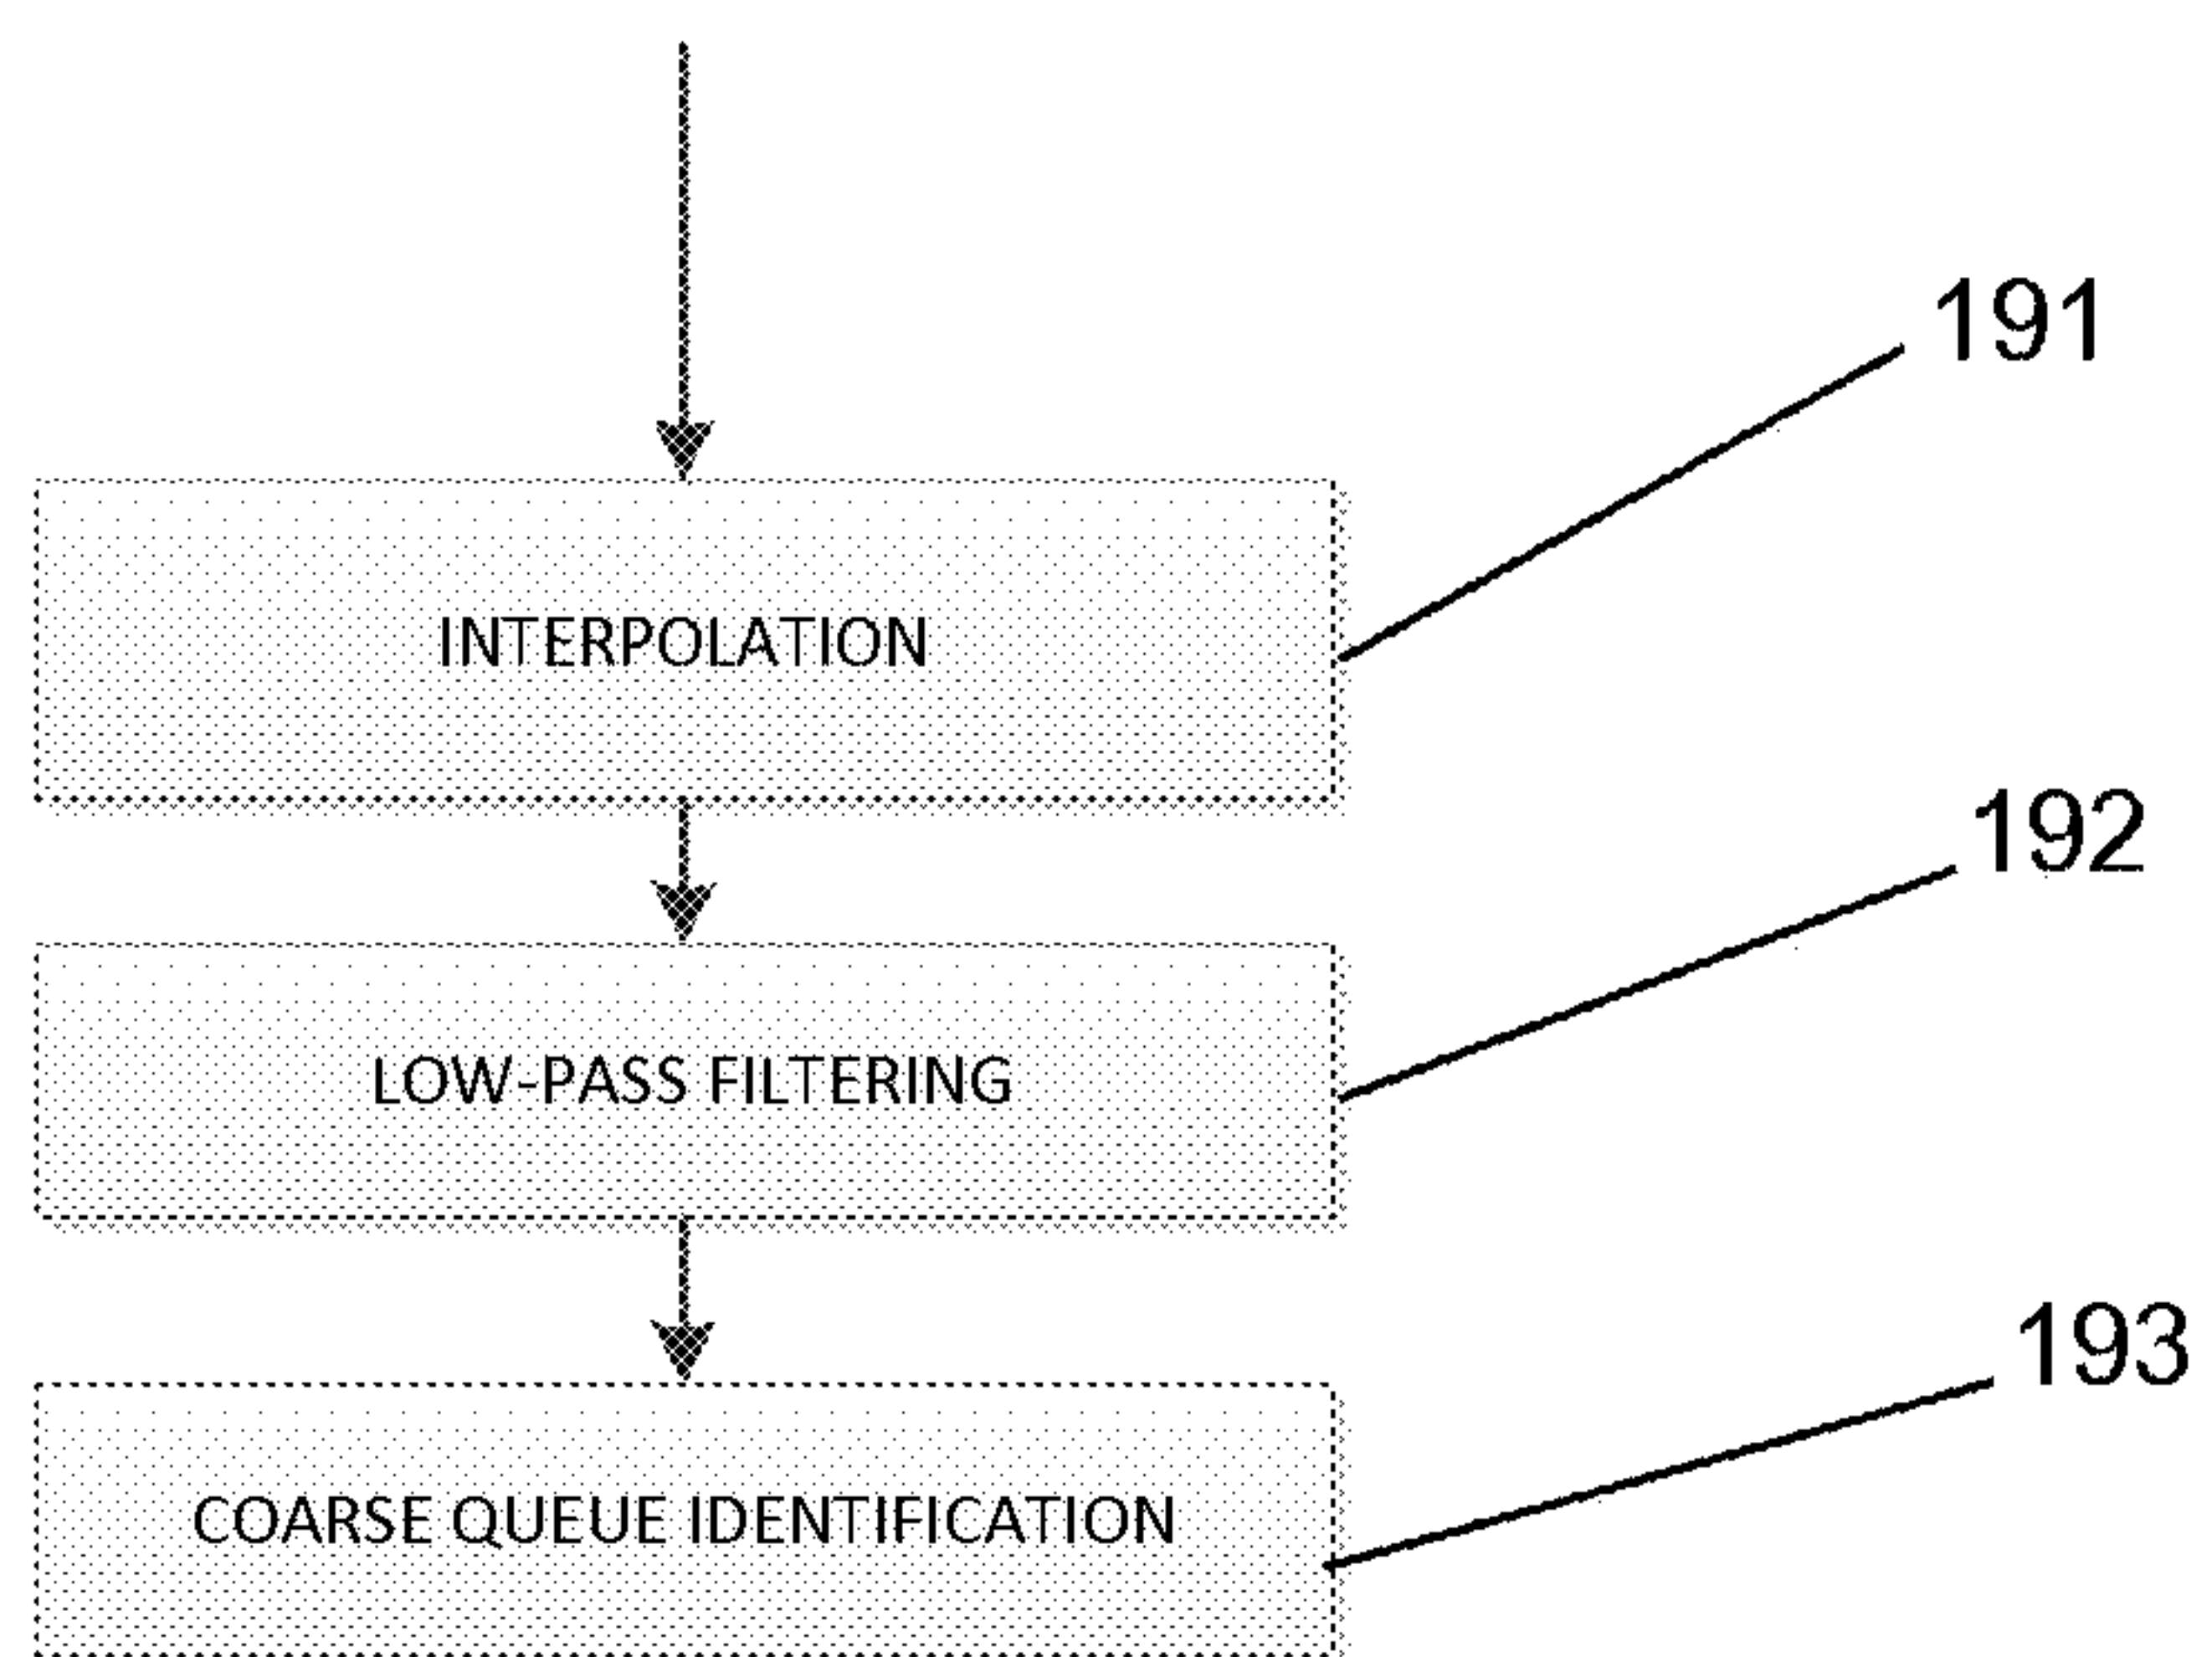 191
INTERPOLATION
192
LOW-PASS FILTERING
193
COARSE QUEUE IDENTIFICATION